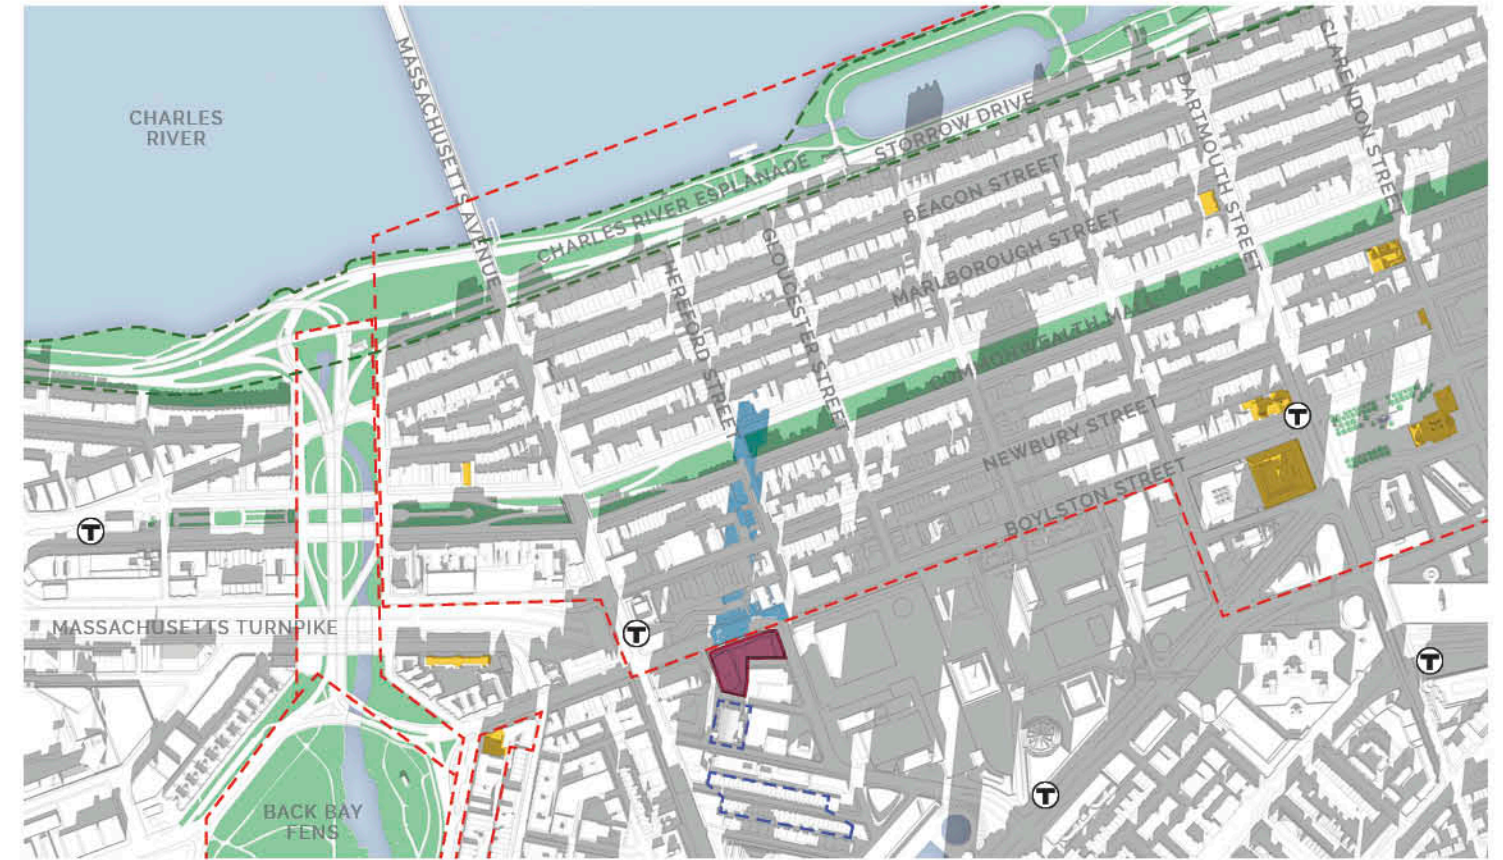 CHARLES
RIVER
MASSACHUSETTS AVENUE
CHARLES RIVER ESPLANADE
STORROW DRIVE
CLARENDON STREET
DARTMOUTH STREET
BEACON STREET
MARLBOROUGH STREET
GLOUCESTER STREET
HEREFORD STREET
COMMONWEALTH MALL
NEWBURY STREET
BOYLSTON STREET
T
T
T
T
T
MASSACHUSETTS TURNPIKE
BACK BAY
FENS